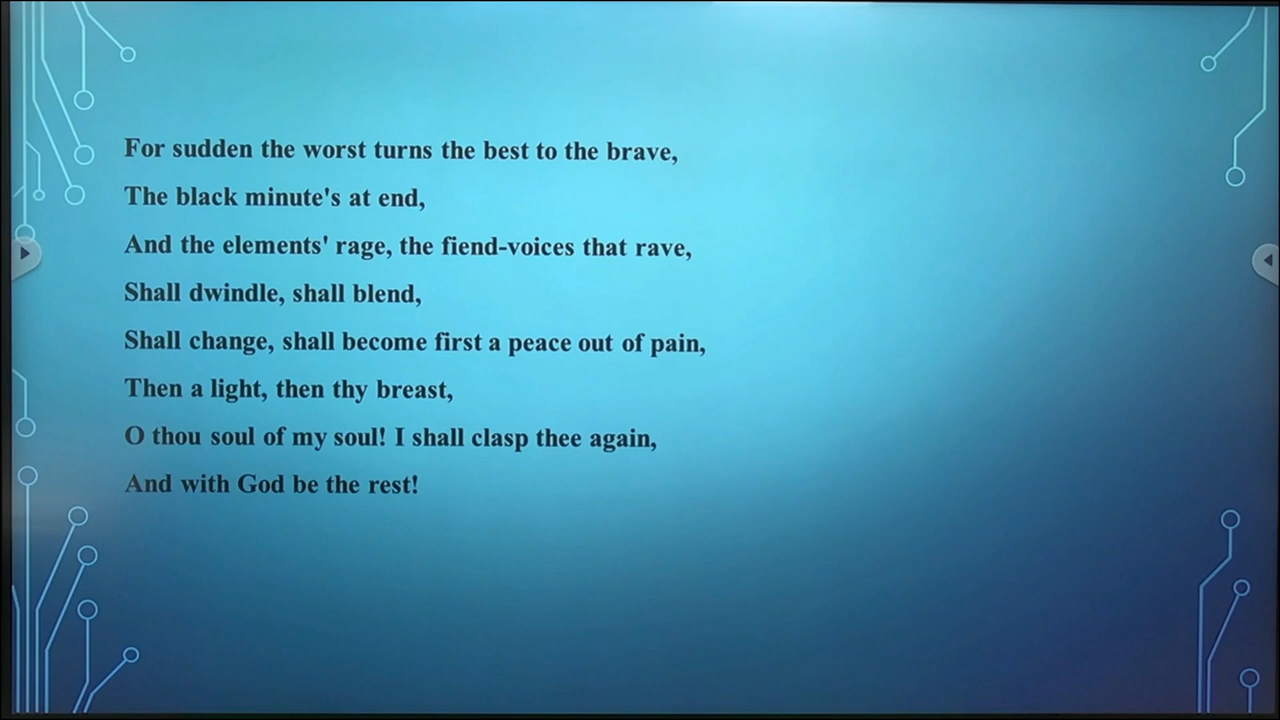 For sudden the worst turns the best to the brave,
The black minute's at end,
And the elements' rage, the fiend-voices that rave,
Shall dwindle, shall blend,
Shall change, shall become first a peace out of pain,
Then a light, then thy breast,
O thou soul of my soul! I shall clasp thee again,
And with God be the rest!